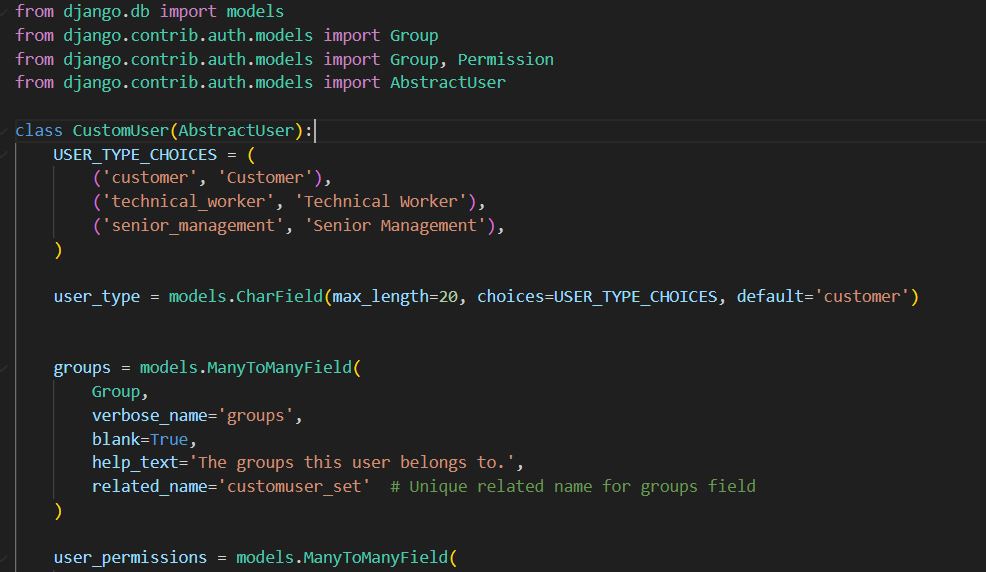 from django.db import models
from django.contrib.auth.models import Group
from django.contrib.auth.models import Group, Permission
from django.contrib.auth.models import AbstractUser
class CustomUser(AbstractUser):
    USER_TYPE_CHOICES = (
        ('customer', 'Customer'),
        ('technical_worker', 'Technical Worker'),
        ('senior_management', 'Senior Management'),
    )
    user_type = models.CharField(max_length=20, choices=USER_TYPE_CHOICES, default='customer')
    groups = models.ManyToManyField(
        Group,
        verbose_name='groups',
        blank=True,
        help_text='The groups this user belongs to.',
        related_name='customuser_set'  # Unique related name for groups field
    )
    user_permissions = models.ManyToManyField(